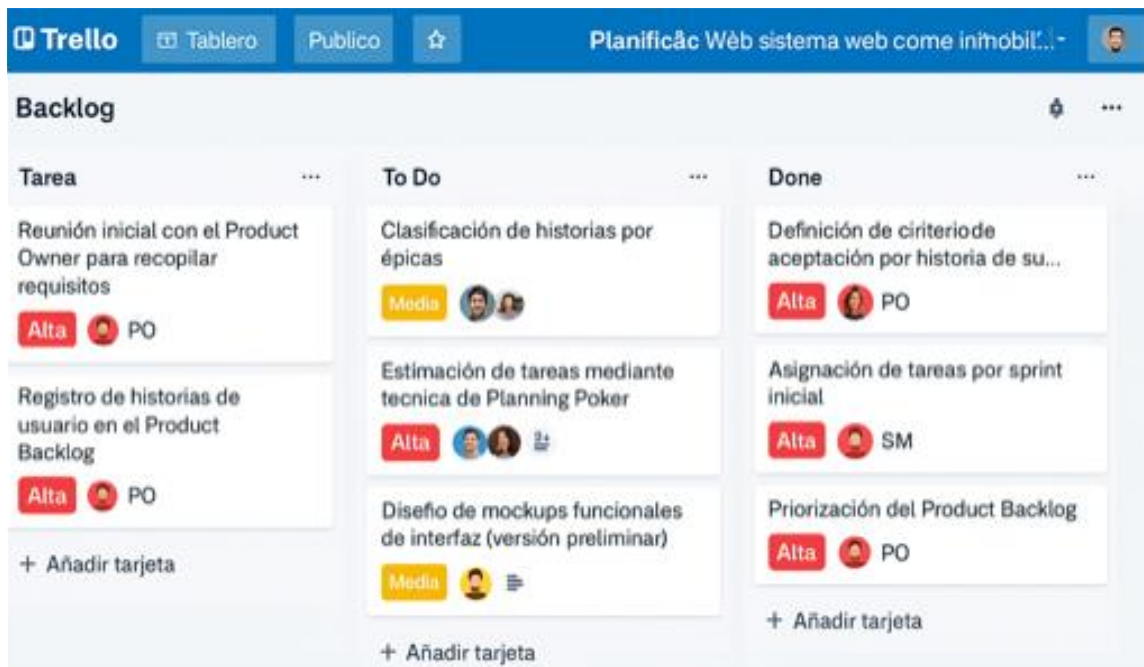 Trello
Tablero
Publico
Planificâc Wèb sistema web come inimobil...
Backlog
Tarea
Reunión inicial con el Product
Owner para recopilar
requisitos
Alta PO
Registro de historias de
usuario en el Product
Backlog
Alta PO
+ Añadir tarjeta
To Do
Clasificación de historias por
épicas
Media
Estimación de tareas mediante
tecnica de Planning Poker
Alta
Diseño de mockups funcionales
de interfaz (versión preliminar)
Media
+ Añadir tarjeta
Done
Definición de ciriteriode
aceptación por historia de su...
Alta PO
Asignación de tareas por sprint
inicial
Alta SM
Priorización del Product Backlog
Alta PO
+ Añadir tarjeta